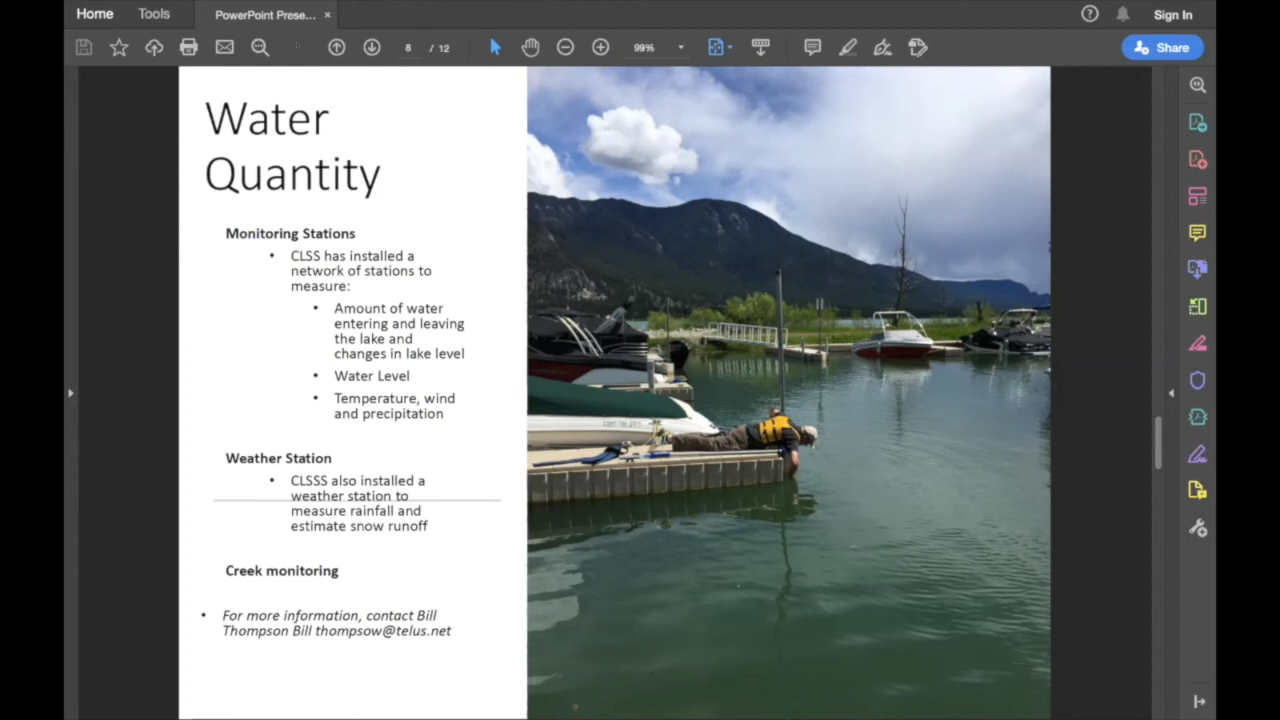 Home
Tools
PowerPoint Prese... ×
Sign In
8 / 12
99%
Share
Water
Quantity
Monitoring Stations
• CLSS has installed a
network of stations to
measure:
• Amount of water
entering and leaving
the lake and
changes in lake level
• Water Level
• Temperature, wind
and precipitation
Weather Station
• CLSSS also installed a
weather station to
measure rainfall and
estimate snow runoff
Creek monitoring
• For more information, contact Bill
Thompson Bill thompsow@telus.net